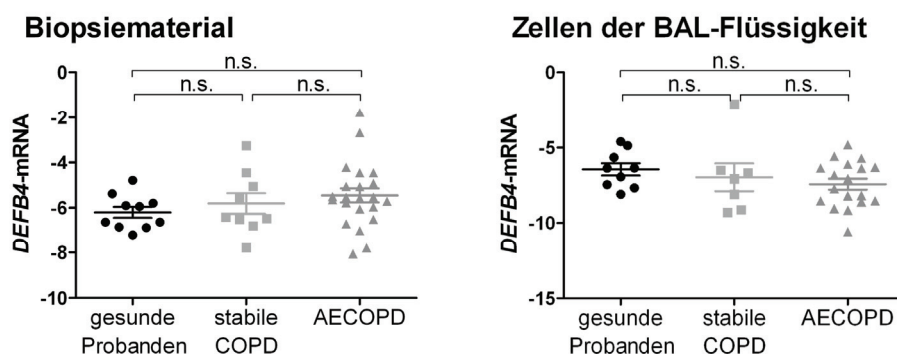 Biopsiematerial
n.s.
n.s.
n.s.
0
-2
-4
-6
-8
-10
DEFB4-mRNA
gesunde Probanden
stabile COPD
AECOPD
Zellen der BAL-Flüssigkeit
n.s.
n.s.
n.s.
0
-5
-10
-15
DEFB4-mRNA
gesunde Probanden
stabile COPD
AECOPD